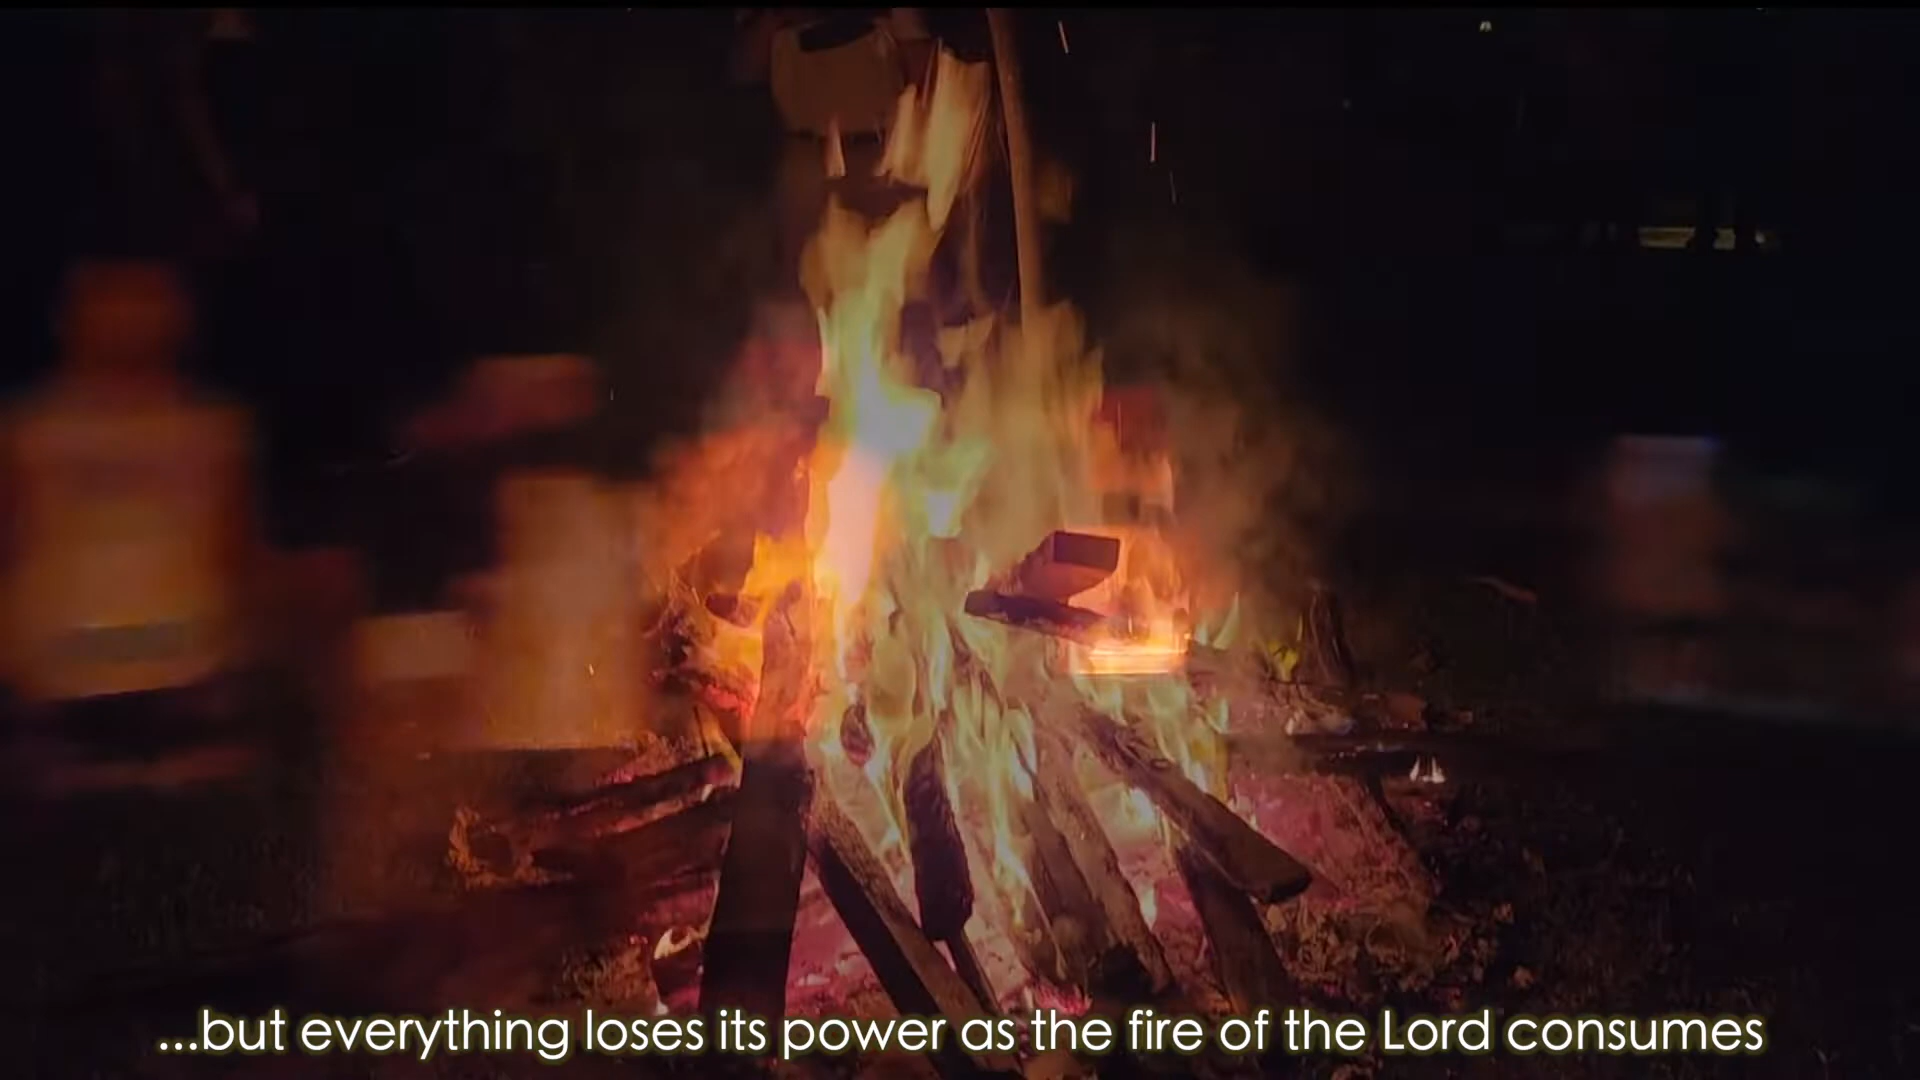 ...but everything loses its power as the fire of the Lord consumes